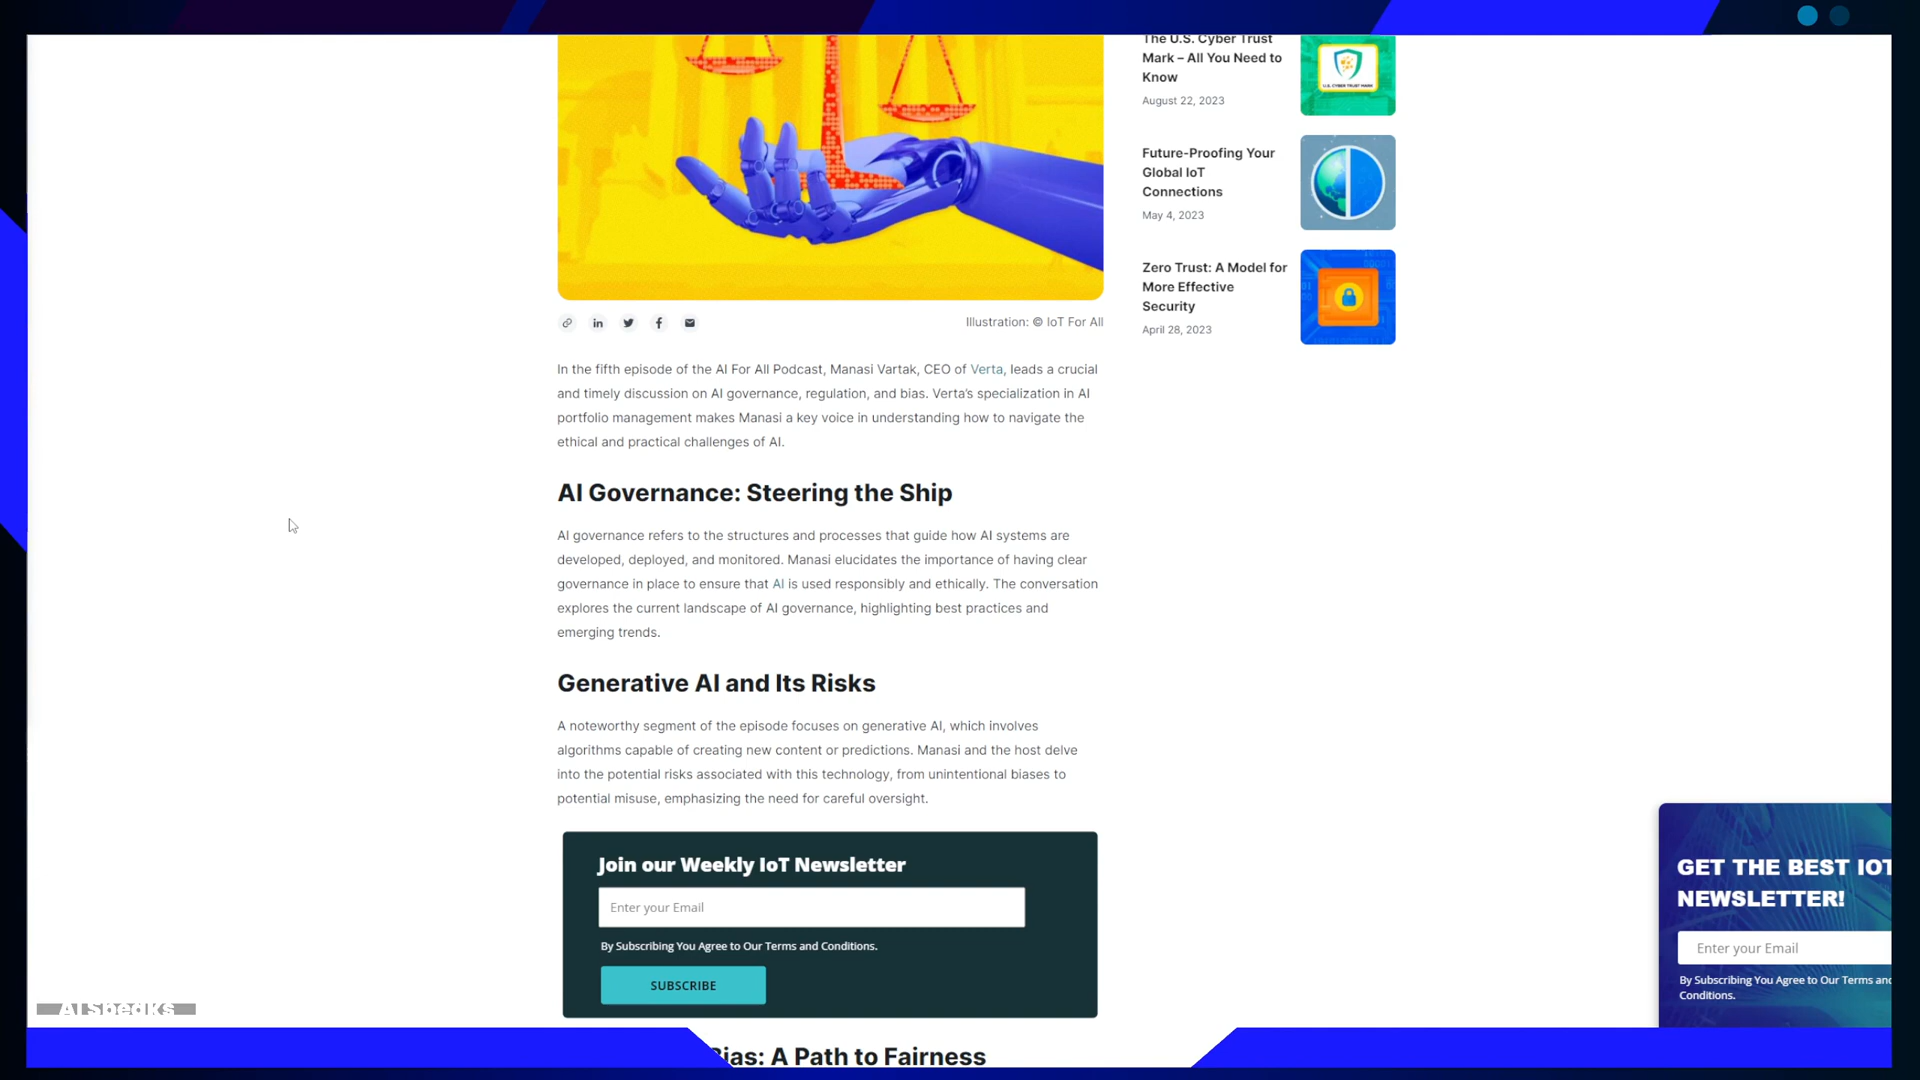 The U.S. Cyber Trust
Mark – All You Need to
Know
August 22, 2023
U.S. CYBER TRUST MARK
Future-Proofing Your
Global IoT
Connections
May 4, 2023
Zero Trust: A Model for
More Effective
Security
April 28, 2023
Illustration: © IoT For All
In the fifth episode of the AI For All Podcast, Manasi Vartak, CEO of Verta, leads a crucial
and timely discussion on AI governance, regulation, and bias. Verta's specialization in AI
portfolio management makes Manasi a key voice in understanding how to navigate the
ethical and practical challenges of AI.
AI Governance: Steering the Ship
AI governance refers to the structures and processes that guide how AI systems are
developed, deployed, and monitored. Manasi elucidates the importance of having clear
governance in place to ensure that AI is used responsibly and ethically. The conversation
explores the current landscape of AI governance, highlighting best practices and
emerging trends.
Generative AI and Its Risks
A noteworthy segment of the episode focuses on generative AI, which involves
algorithms capable of creating new content or predictions. Manasi and the host delve
into the potential risks associated with this technology, from unintentional biases to
potential misuse, emphasizing the need for careful oversight.
Join our Weekly IoT Newsletter
Enter your Email
By Subscribing You Agree to Our Terms and Conditions.
SUBSCRIBE
Bias: A Path to Fairness
GET THE BEST IOT
NEWSLETTER!
Enter your Email
By Subscribing You Agree to Our Terms and
Conditions.
AI Speaks